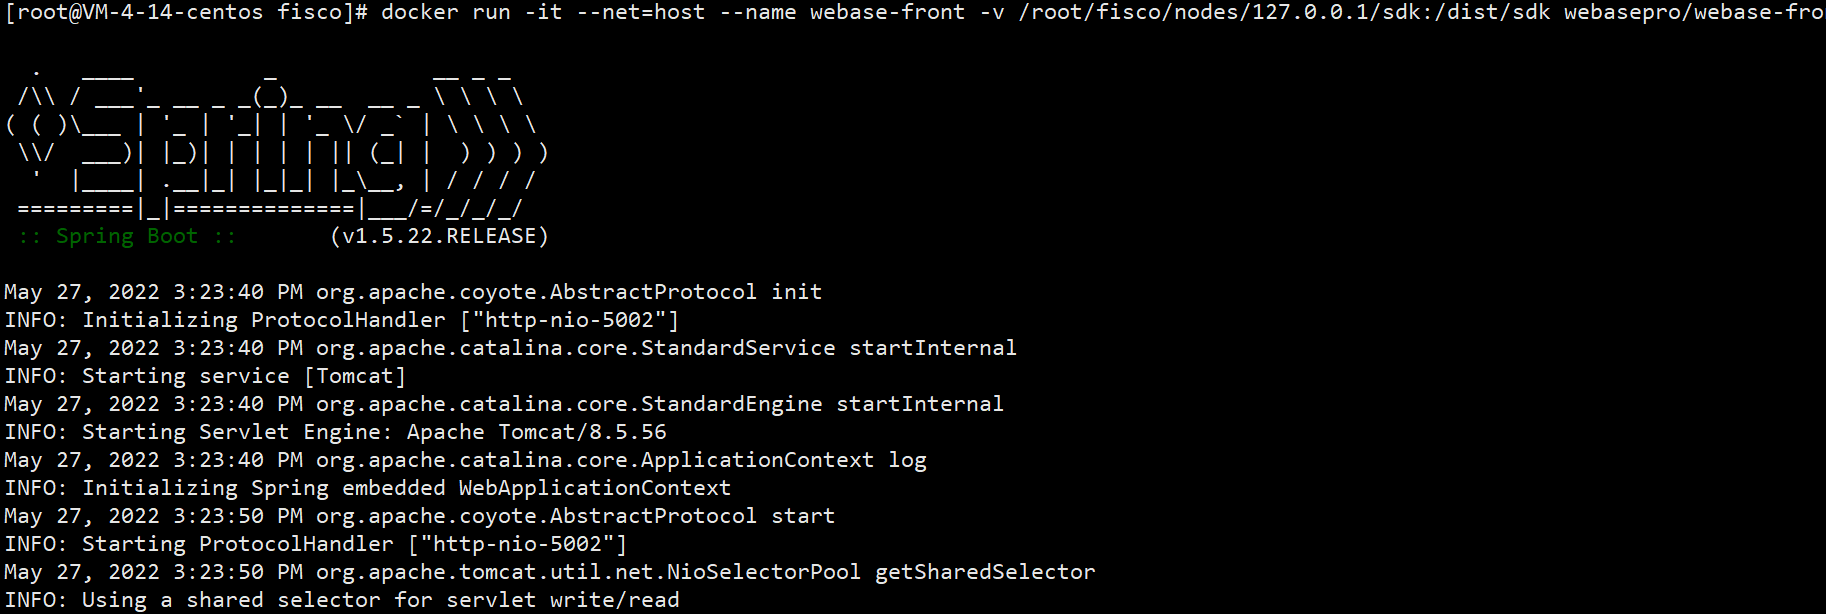 [root@VM-4-14-centos fisco]# docker run -it --net=host --name webase-front -v /root/fisco/nodes/127.0.0.1/sdk:/dist/sdk webasepro/webase-fro
  .   ____          _            __ _ _
 /\\ / ___'_ __ _ _(_)_ __  __ _ \ \ \ \
( ( )\___ | '_ | '_| | '_ \/ _` | \ \ \ \
 \\/  ___)| |_)| | | | | || (_| |  ) ) ) )
  '  |____| .__|_| |_|_| |_\__, | / / / /
 =========|_|==============|___/=/_/_/_/
 :: Spring Boot ::       (v1.5.22.RELEASE)
May 27, 2022 3:23:40 PM org.apache.coyote.AbstractProtocol init
INFO: Initializing ProtocolHandler ["http-nio-5002"]
May 27, 2022 3:23:40 PM org.apache.catalina.core.StandardService startInternal
INFO: Starting service [Tomcat]
May 27, 2022 3:23:40 PM org.apache.catalina.core.StandardEngine startInternal
INFO: Starting Servlet Engine: Apache Tomcat/8.5.56
May 27, 2022 3:23:40 PM org.apache.catalina.core.ApplicationContext log
INFO: Initializing Spring embedded WebApplicationContext
May 27, 2022 3:23:50 PM org.apache.coyote.AbstractProtocol start
INFO: Starting ProtocolHandler ["http-nio-5002"]
May 27, 2022 3:23:50 PM org.apache.tomcat.util.net.NioSelectorPool getSharedSelector
INFO: Using a shared selector for servlet write/read